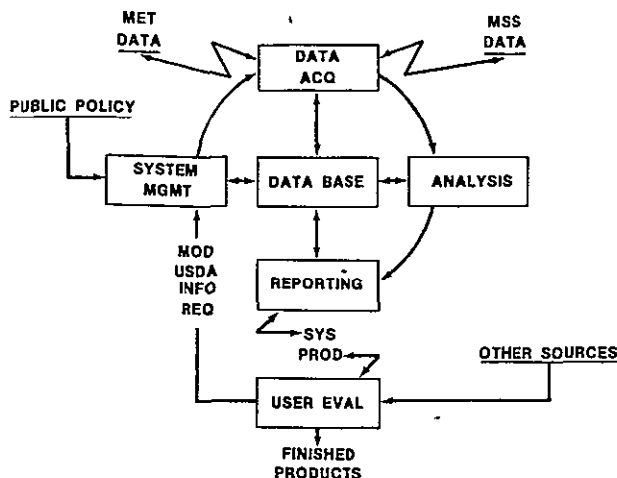 MET
DATA
MSS
DATA
DATA
ACQ
PUBLIC POLICY
SYSTEM
MGMT
DATA BASE
ANALYSIS
MOD
USDA
INFO
REQ
REPORTING
SYS
PROD
OTHER SOURCES
USER EVAL
FINISHED
PRODUCTS